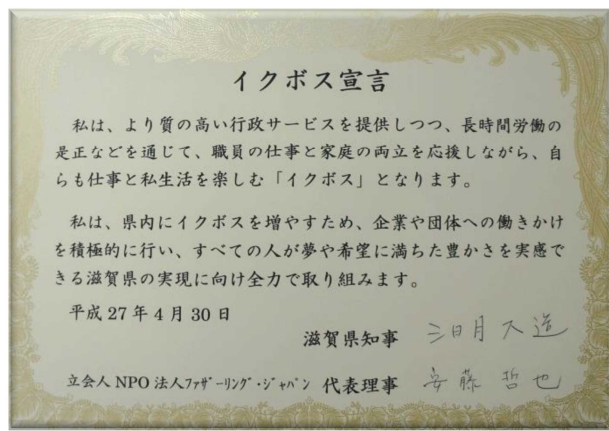 イクボス宣言
私は、より質の高い行政サービスを提供しつつ、長時間労働の
是正などを通じて、職員の仕事と家庭の両立を応援しながら、自
らも仕事と私生活を楽しむ「イクボス」となります。
私は、県内にイクボスを増やすため、企業や団体への働きかけ
を積極的に行い、すべての人が夢や希望に満ちた豊かさを実感で
きる滋賀県の実現に向け全力で取り組みます。
平成27年4月30日
滋賀県知事 三日月大造
立会人NPO法人ﾌｧｻﾞｰﾘﾝｸﾞ・ｼﾞｬﾊﾟﾝ 代表理事 安藤哲也